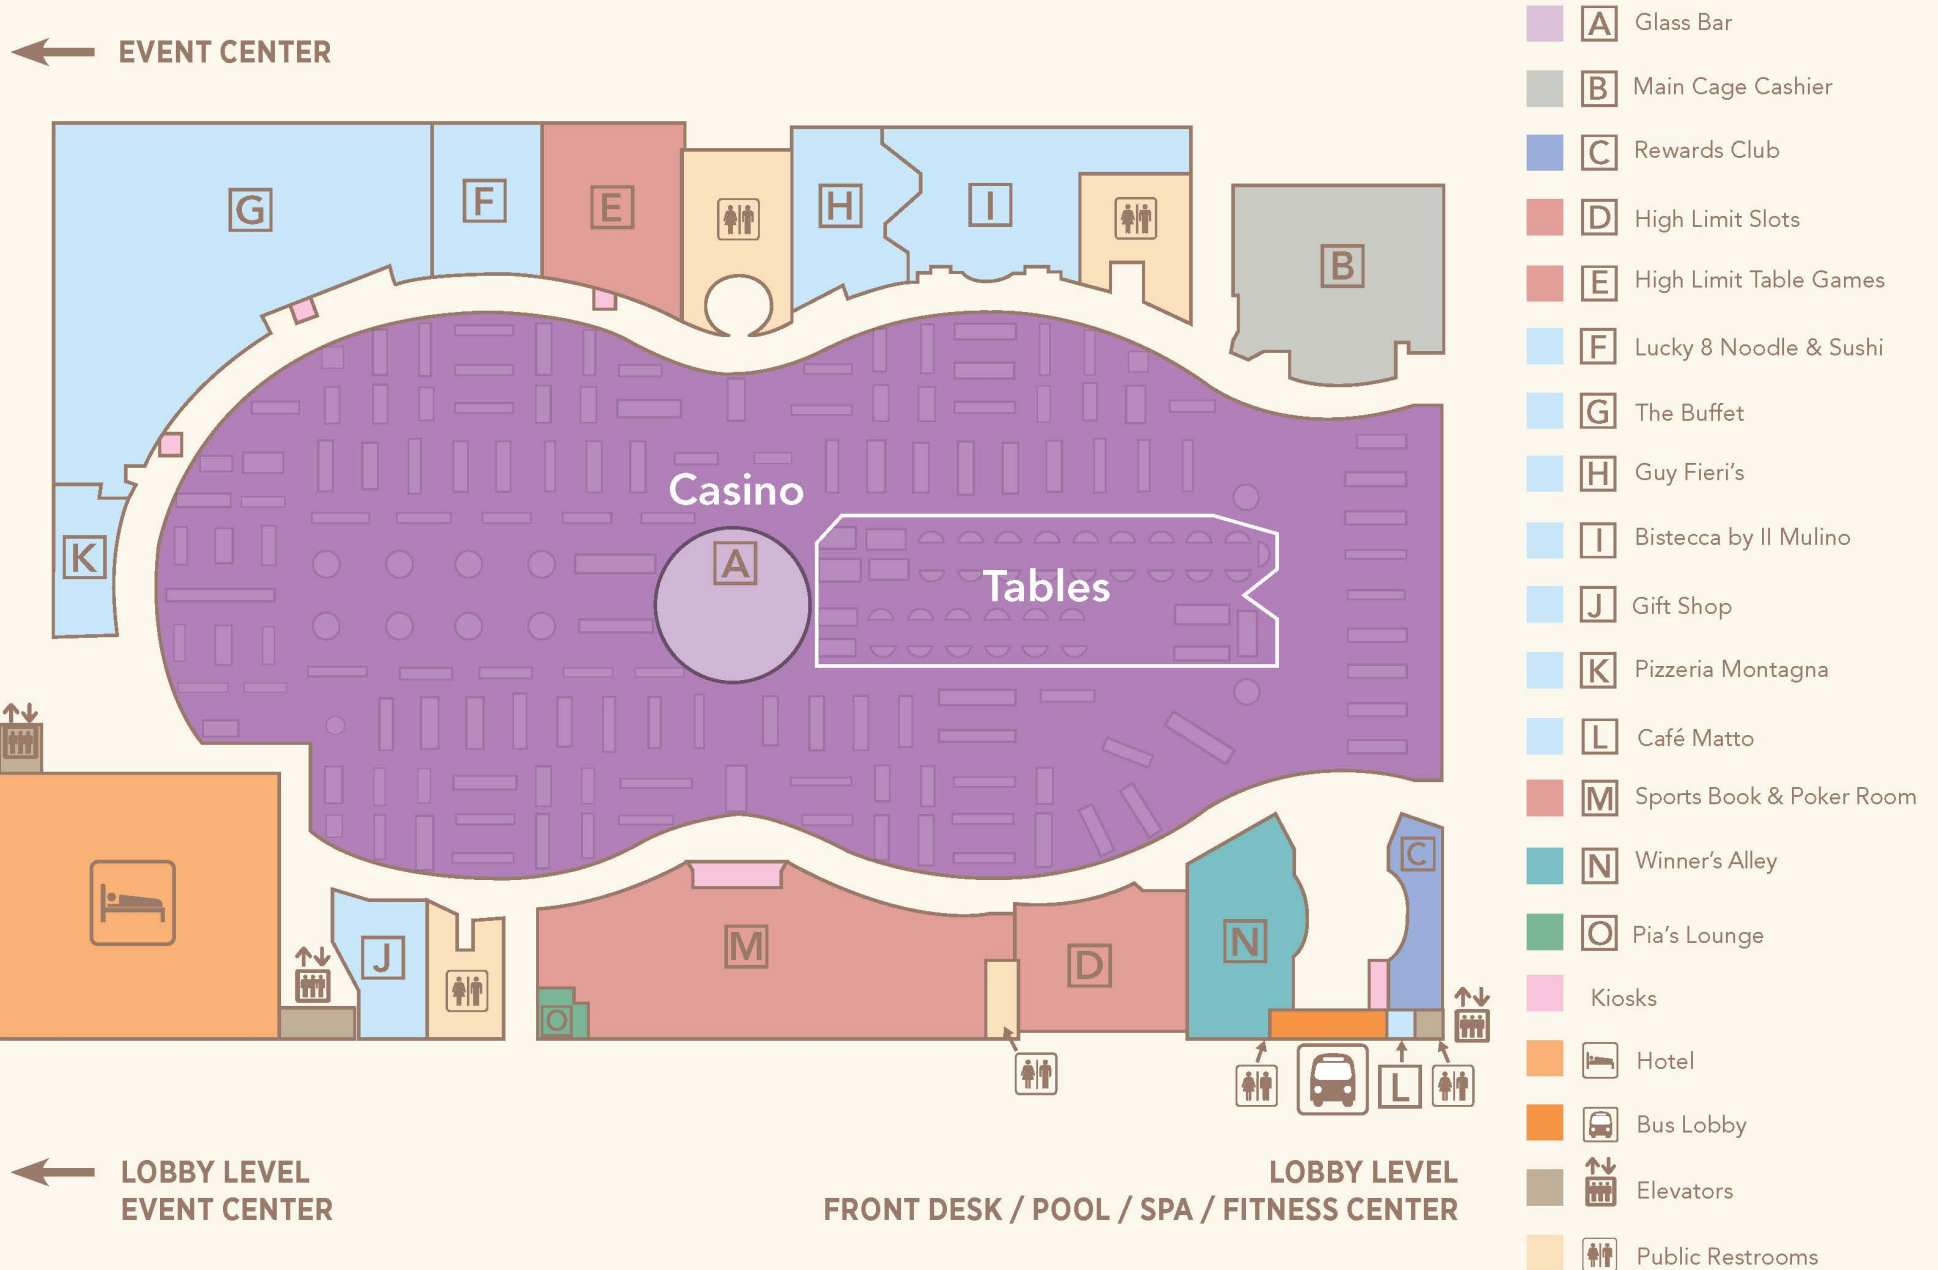 EVENT CENTER
G
F
E
H
I
B
K
Casino
A
Tables
J
M
O
D
N
C
L
LOBBY LEVEL
EVENT CENTER
LOBBY LEVEL
FRONT DESK / POOL / SPA / FITNESS CENTER
A Glass Bar
B Main Cage Cashier
C Rewards Club
D High Limit Slots
E High Limit Table Games
F Lucky 8 Noodle & Sushi
G The Buffet
H Guy Fieri's
I Bistecca by Il Mulino
J Gift Shop
K Pizzeria Montagna
L Café Matto
M Sports Book & Poker Room
N Winner's Alley
O Pia's Lounge
Kiosks
Hotel
Bus Lobby
Elevators
Public Restrooms